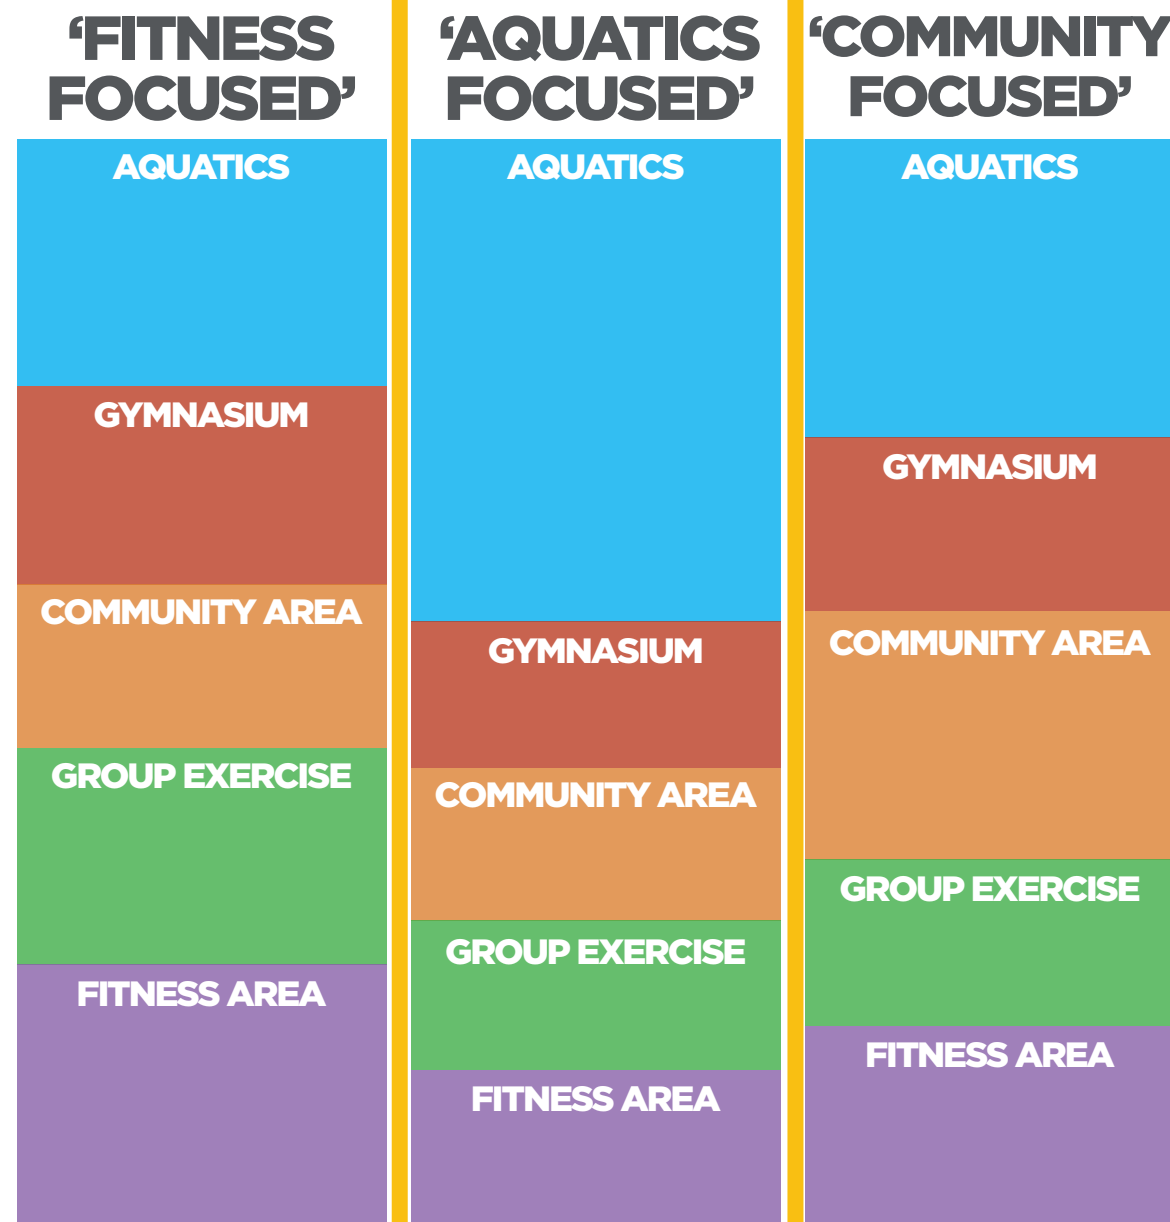 ‘FITNESS
FOCUSED’
AQUATICS
GYMNASIUM
COMMUNITY AREA
GROUP EXERCISE
FITNESS AREA
‘AQUATICS
FOCUSED’
AQUATICS
GYMNASIUM
COMMUNITY AREA
GROUP EXERCISE
FITNESS AREA
‘COMMUNITY
FOCUSED’
AQUATICS
GYMNASIUM
COMMUNITY AREA
GROUP EXERCISE
FITNESS AREA